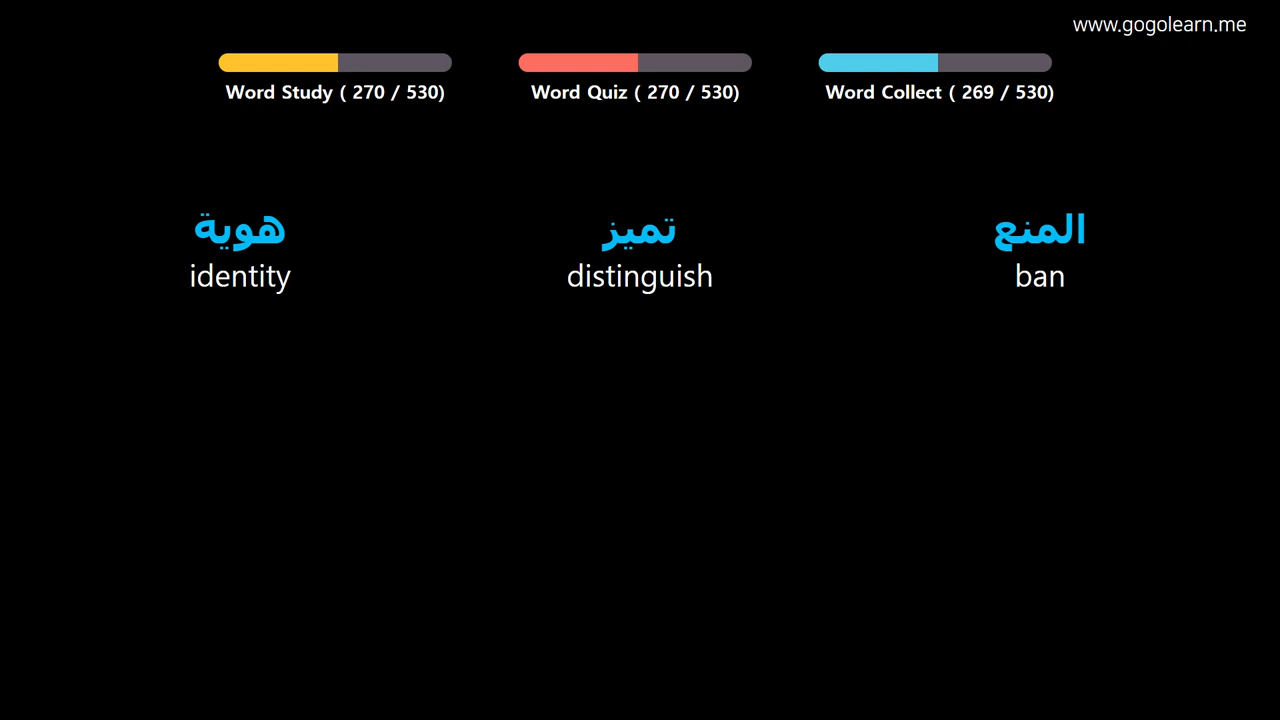 www.gogolearn.me
Word Study ( 270 / 530)
Word Quiz ( 270 / 530)
Word Collect ( 269 / 530)
هوية
identity
تميز
distinguish
المنع
ban